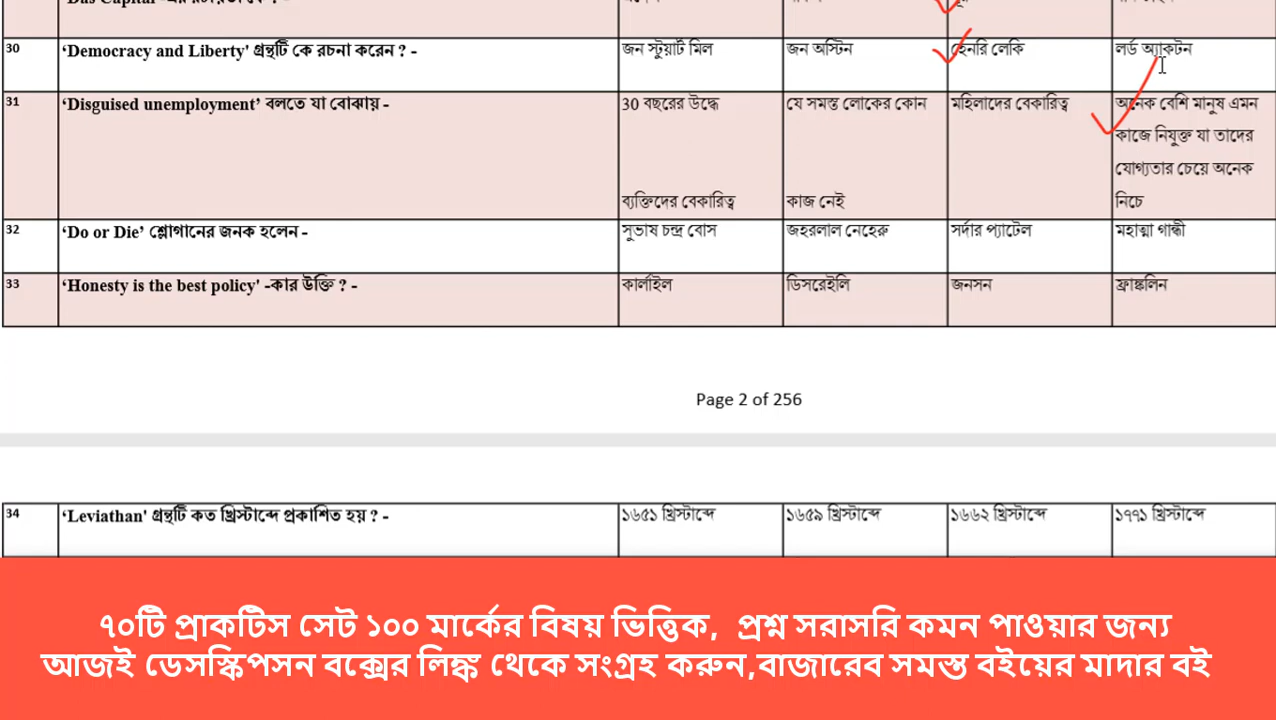 30 ‘Democracy and Liberty' গ্রন্থটি কে রচনা করেন ? - জন স্টুয়ার্ট মিল জন অস্টিন হেনরি লেকি লর্ড অ্যাকটন
31 ‘Disguised unemployment’ বলতে যা বোঝায় - 30 বছরের উদ্ধে যে সমস্ত লোকের কোন মহিলাদের বেকারিত্ব অনেক বেশি মানুষ এমন
কাজে নিযুক্ত যা তাদের
যোগ্যতার চেয়ে অনেক
ব্যক্তিদের বেকারিত্ব কাজ নেই নিচে
32 ‘Do or Die’ শ্লোগানের জনক হলেন - সুভাষ চন্দ্র বোস জহরলাল নেহেরু সর্দার প্যাটেল মহাত্মা গান্ধী
33 ‘Honesty is the best policy' -কার উক্তি ? - কার্লাইল ডিসরেইলি জনসন ফ্রাঙ্কলিন
Page 2 of 256
34 ‘Leviathan' গ্রন্থটি কত খ্রিস্টাব্দে প্রকাশিত হয় ? - ১৬৫১ খ্রিস্টাব্দে ১৬৫৯ খ্রিস্টাব্দে ১৬৬২ খ্রিস্টাব্দে ১৭৭১ খ্রিস্টাব্দে
৭০টি প্রাকটিস সেট ১০০ মার্কের বিষয় ভিত্তিক, প্রশ্ন সরাসরি কমন পাওয়ার জন্য
আজই ডেসস্ক্রিপসন বক্সের লিঙ্ক থেকে সংগ্রহ করুন,বাজারেব সমস্ত বইয়ের মাদার বই